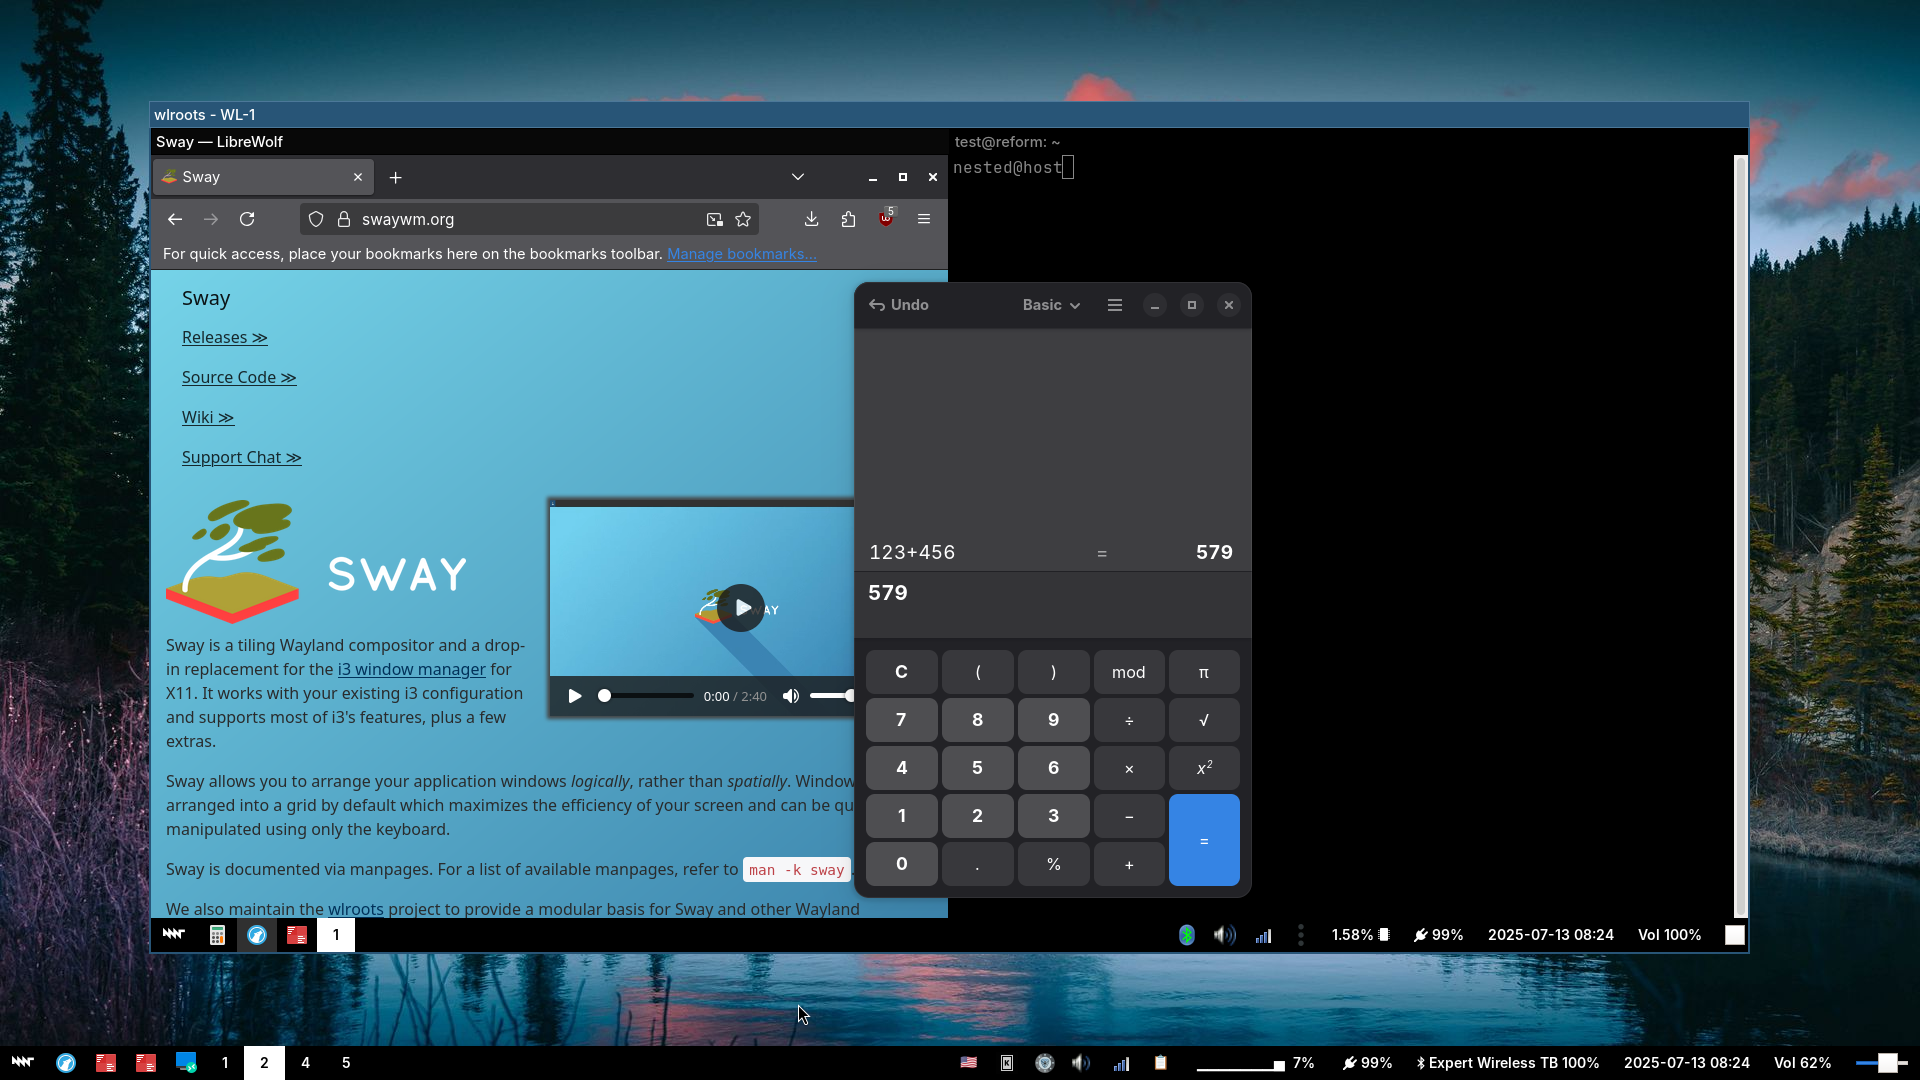 wlroots - WL-1
Sway — LibreWolf
test@reform: ~
Sway
nested@host
swaywm.org
5
For quick access, place your bookmarks here on the bookmarks toolbar. Manage bookmarks...
Sway
Releases ≫
Source Code ≫
Wiki ≫
Support Chat ≫
SWAY
0:00 / 2:40
Sway is a tiling Wayland compositor and a drop-
in replacement for the i3 window manager for
X11. It works with your existing i3 configuration
and supports most of i3's features, plus a few
extras.
Sway allows you to arrange your application windows logically, rather than spatially. Window
arranged into a grid by default which maximizes the efficiency of your screen and can be qu
manipulated using only the keyboard.
Sway is documented via manpages. For a list of available manpages, refer to man -k sway.
We also maintain the wlroots project to provide a modular basis for Sway and other Wayland
Undo
Basic
123+456 = 579
579
C ( ) mod π
7 8 9 ÷ √
4 5 6 × x²
1 2 3 − =
0 . % +
1
1.58% 99% 2025-07-13 08:24 Vol 100%
1 2 4 5
7% 99% Expert Wireless TB 100% 2025-07-13 08:24 Vol 62%